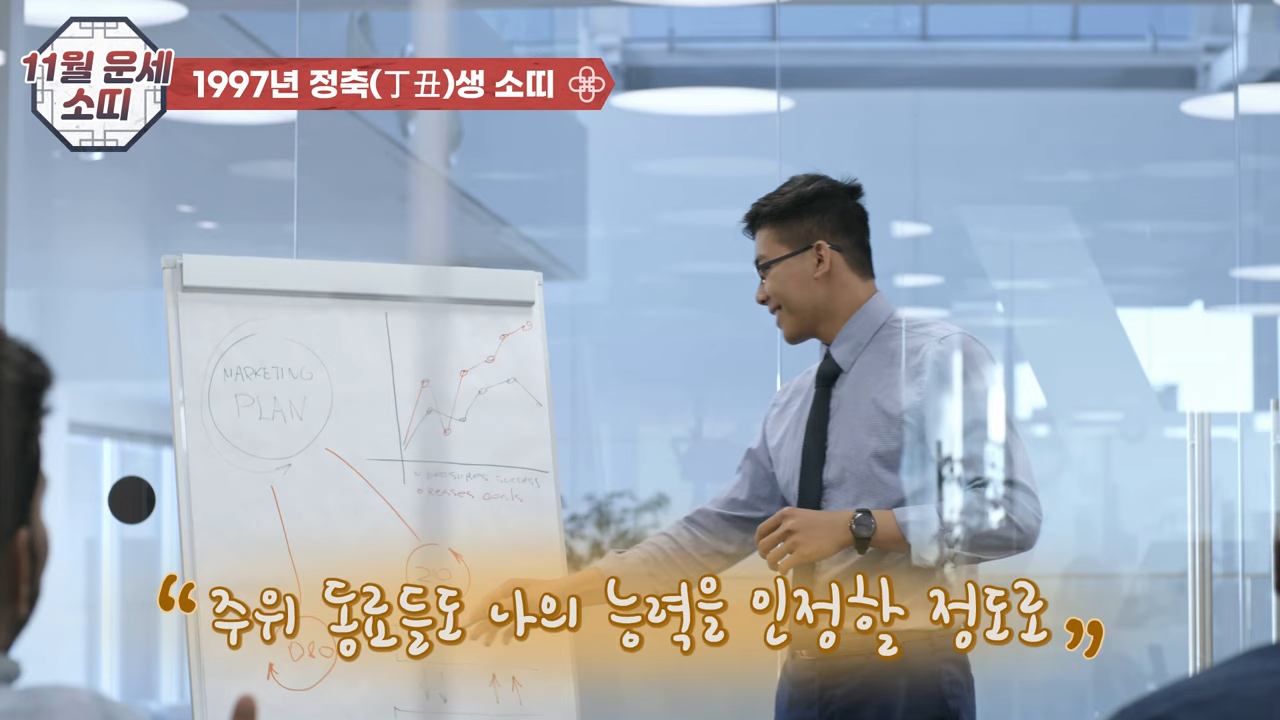 11월 운세
소띠
1997년 정축(丁丑)생 소띠
MARKETING
PLAN
“주위 동료들도 나의 능력을 인정할 정도로”